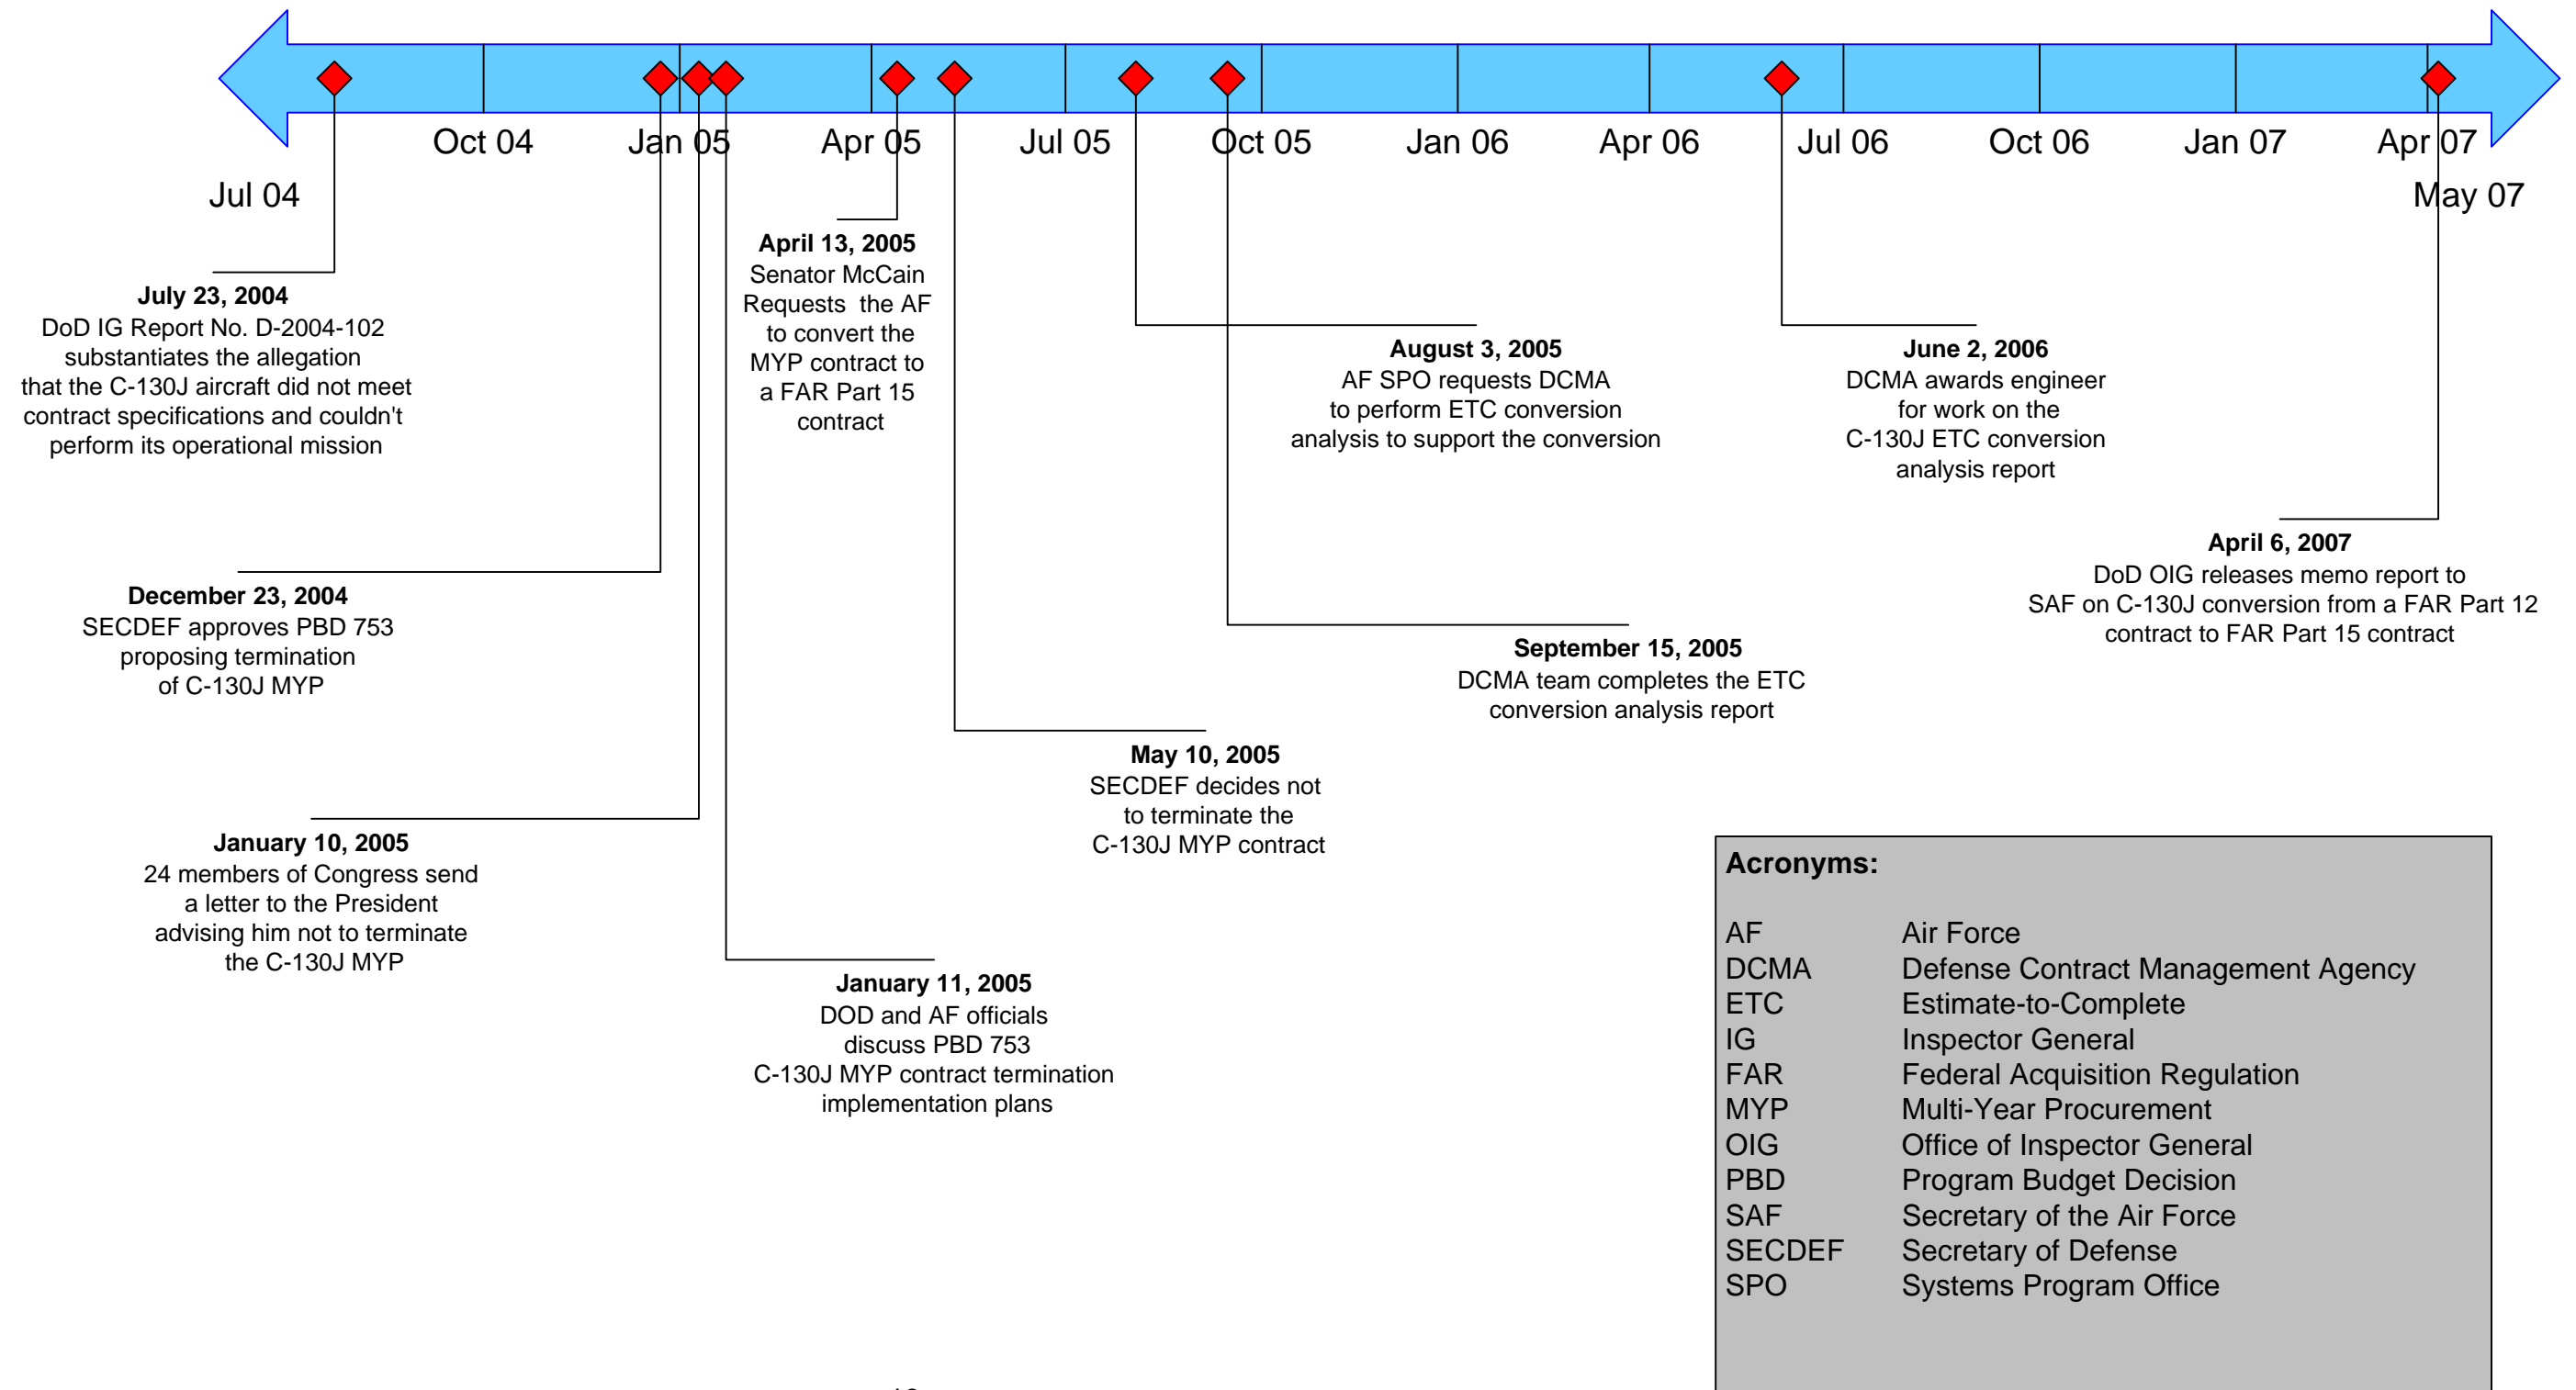 Oct 04
Jan 05
Apr 05
Jul 05
Oct 05
Jan 06
Apr 06
Jul 06
Oct 06
Jan 07
Apr 07
Jul 04
May 07
July 23, 2004
DoD IG Report No. D-2004-102
substantiates the allegation
that the C-130J aircraft did not meet
contract specifications and couldn't
perform its operational mission
December 23, 2004
SECDEF approves PBD 753
proposing termination
of C-130J MYP
January 10, 2005
24 members of Congress send
a letter to the President
advising him not to terminate
the C-130J MYP
January 11, 2005
DOD and AF officials
discuss PBD 753
C-130J MYP contract termination
implementation plans
April 13, 2005
Senator McCain
Requests  the AF
to convert the
MYP contract to
a FAR Part 15
contract
May 10, 2005
SECDEF decides not
to terminate the
C-130J MYP contract
August 3, 2005
AF SPO requests DCMA
to perform ETC conversion
analysis to support the conversion
September 15, 2005
DCMA team completes the ETC
conversion analysis report
June 2, 2006
DCMA awards engineer
for work on the
C-130J ETC conversion
analysis report
April 6, 2007
DoD OIG releases memo report to
SAF on C-130J conversion from a FAR Part 12
contract to FAR Part 15 contract
Acronyms:
AF Air Force
DCMA Defense Contract Management Agency
ETC Estimate-to-Complete
IG Inspector General
FAR Federal Acquisition Regulation
MYP Multi-Year Procurement
OIG Office of Inspector General
PBD Program Budget Decision
SAF Secretary of the Air Force
SECDEF Secretary of Defense
SPO Systems Program Office